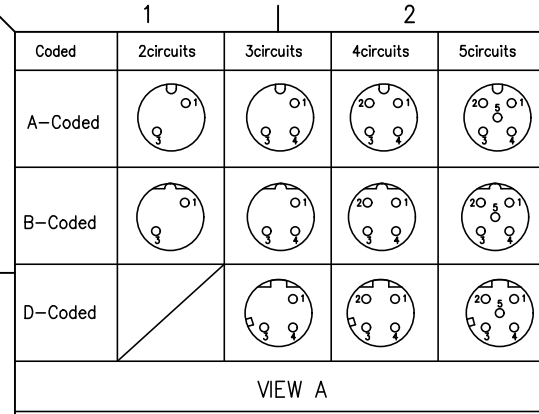 1 2
Coded 2circuits 3circuits 4circuits 5circuits
A-Coded
1 3
1 3 4
2 1 3 4
2 5 1 3 4
B-Coded
1 3
1 3 4
2 1 3 4
2 5 1 3 4
D-Coded
1 3 4
2 1 3 4
2 5 1 3 4
VIEW A